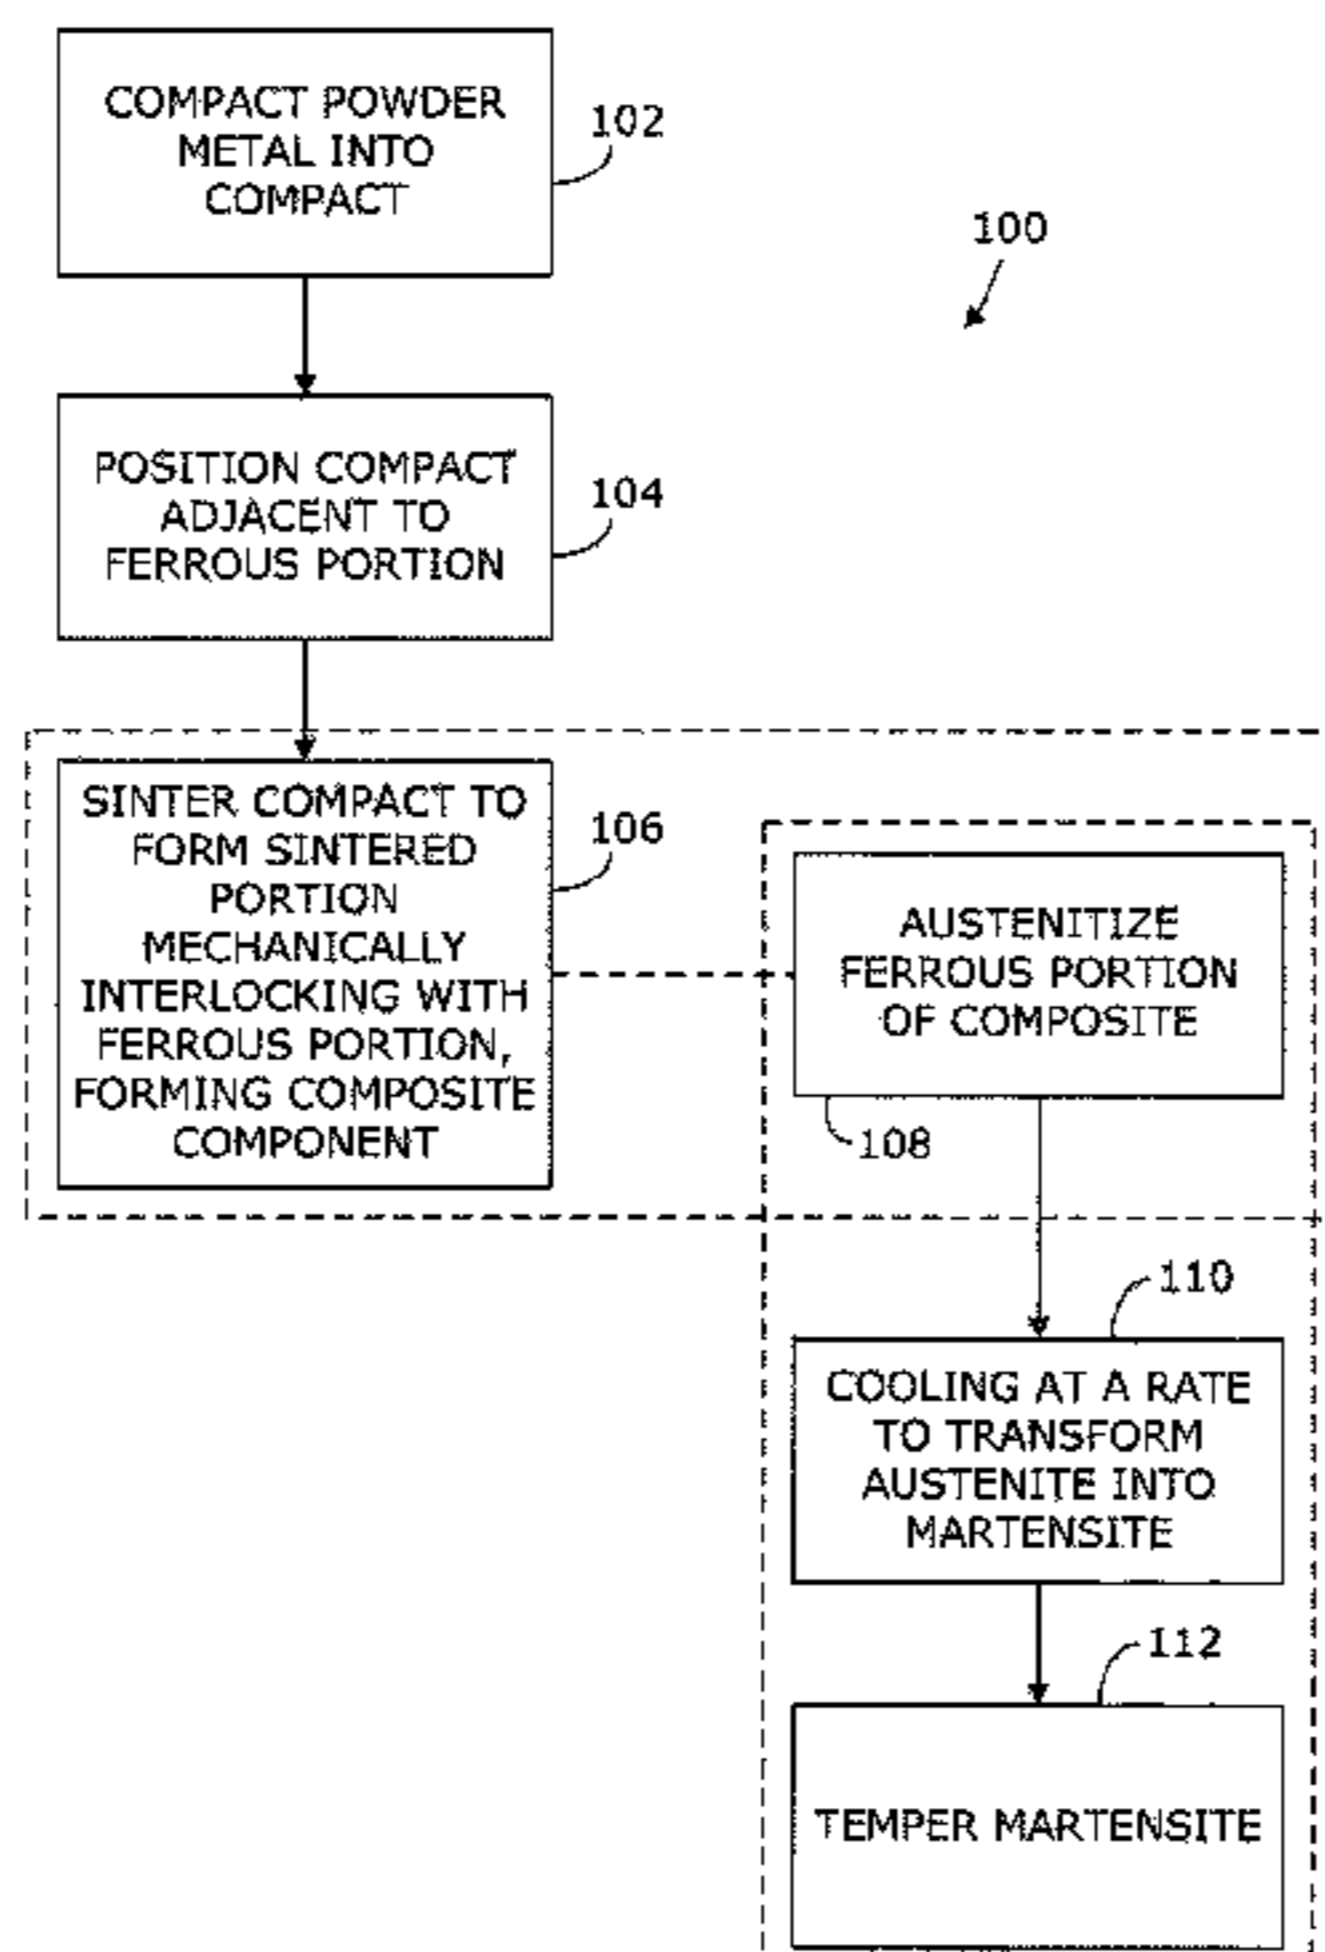 COMPACT POWDER
METAL INTO
COMPACT
102
100
POSITION COMPACT
ADJACENT TO
FERROUS PORTION
104
SINTER COMPACT TO
FORM SINTERED
PORTION
MECHANICALLY
INTERLOCKING WITH
FERROUS PORTION,
FORMING COMPOSITE
COMPONENT
106
AUSTENITIZE
FERROUS PORTION
OF COMPOSITE
108
110
COOLING AT A RATE
TO TRANSFORM
AUSTENITE INTO
MARTENSITE
112
TEMPER MARTENSITE